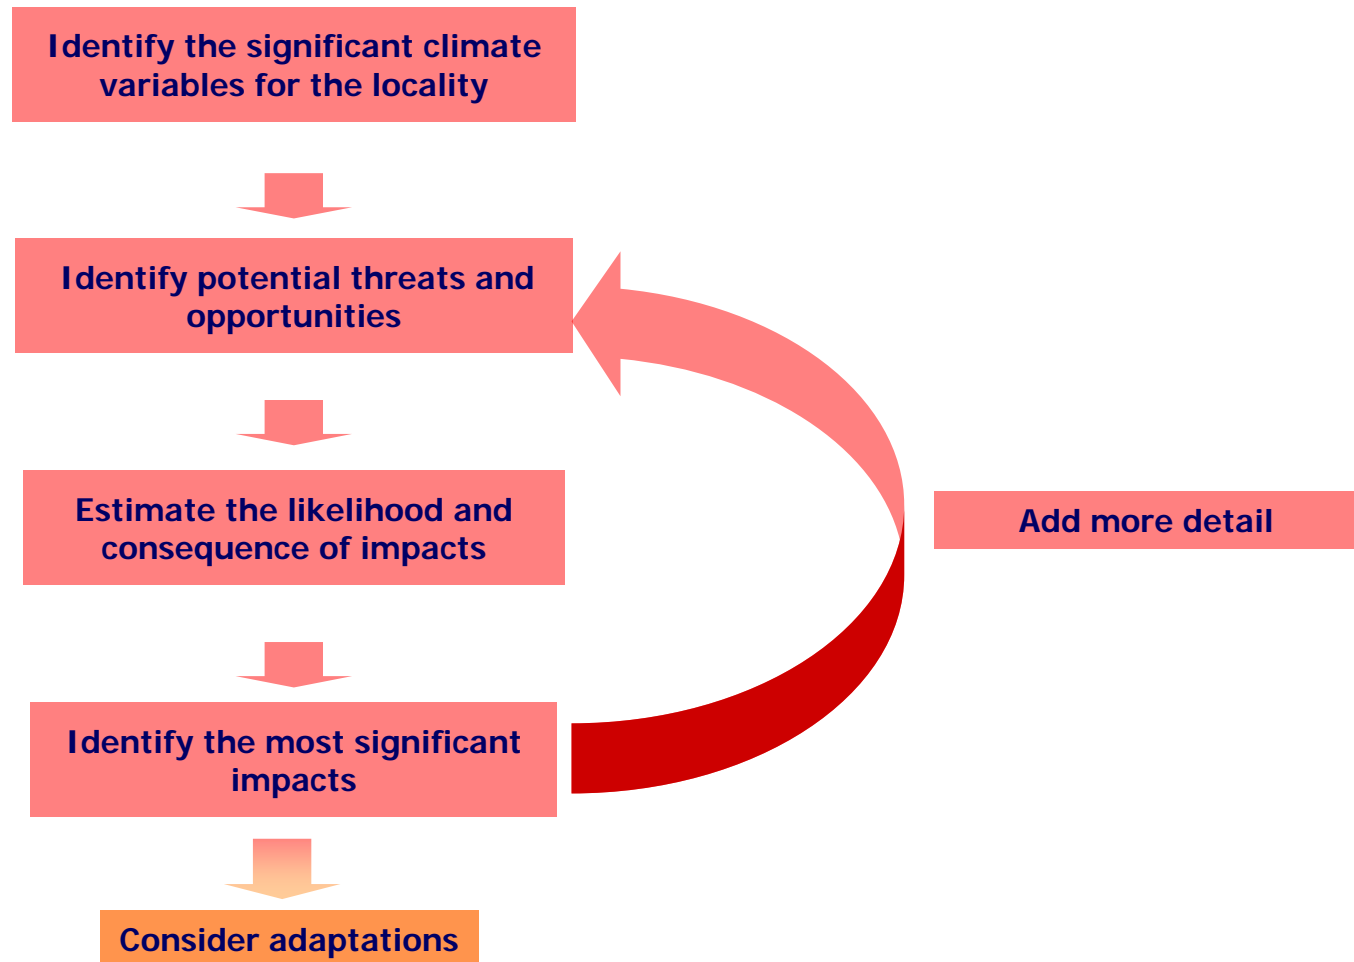 Identify the significant climate
variables for the locality
Identify potential threats and
opportunities
Estimate the likelihood and
consequence of impacts
Add more detail
Identify the most significant
impacts
Consider adaptations